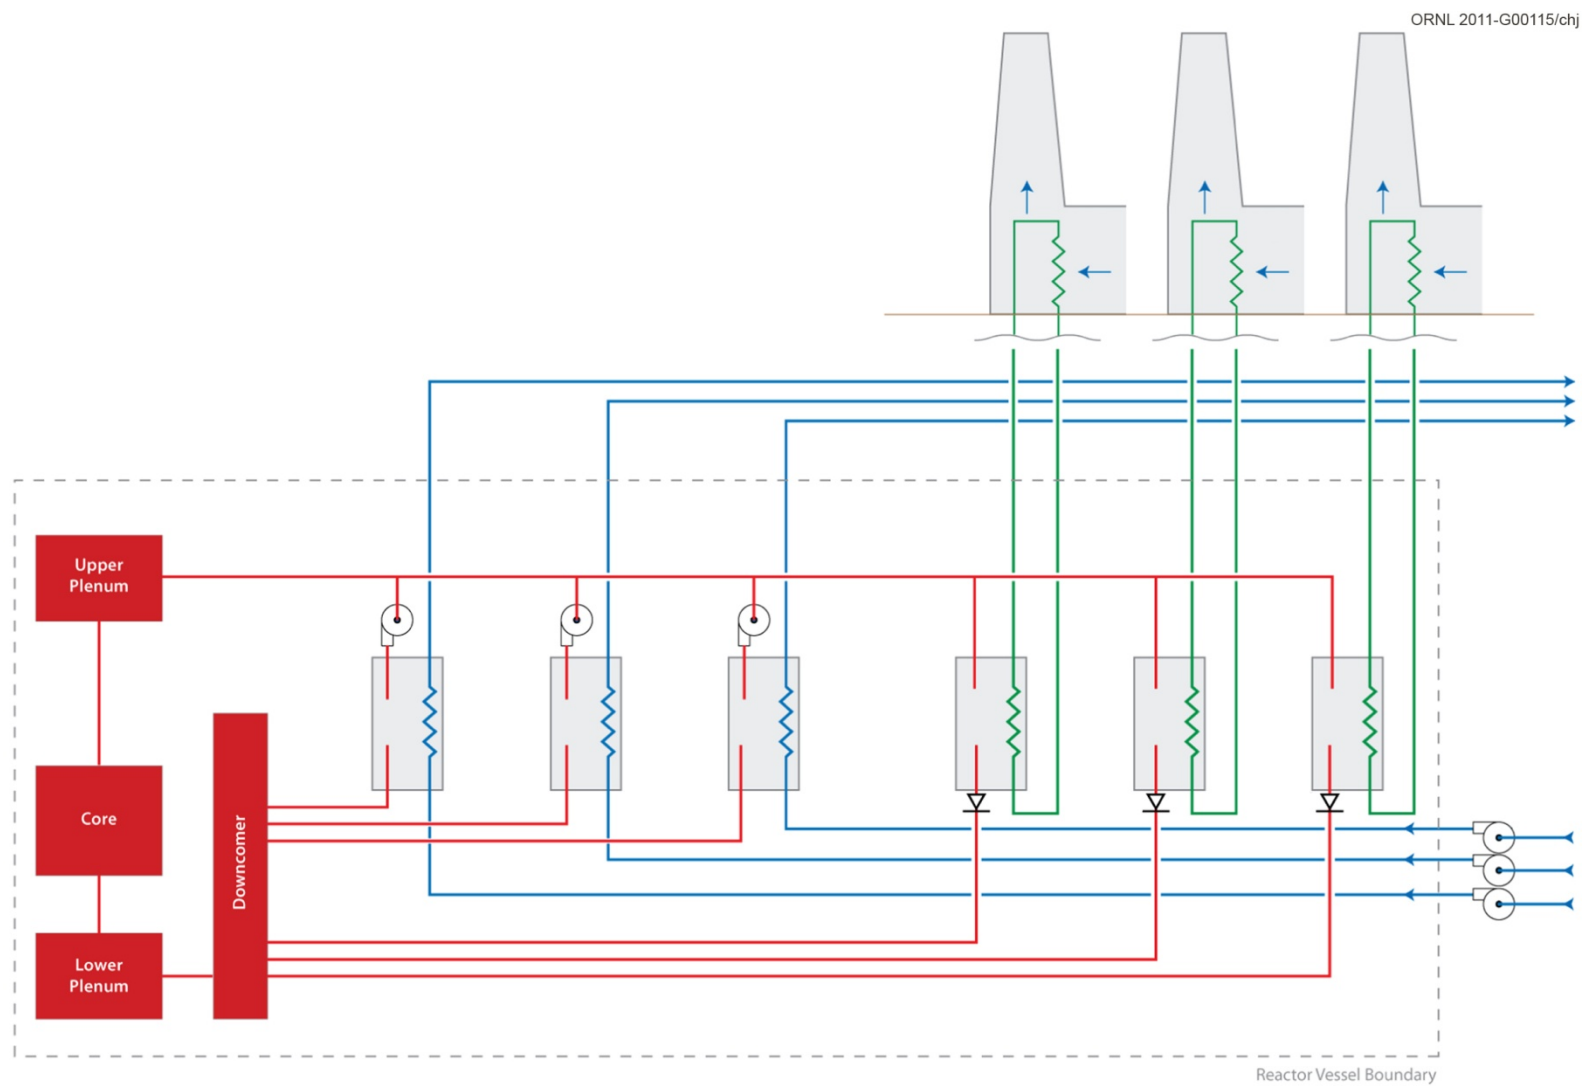 ORNL 2011-G00115/chj
Upper
Plenum
Core
Downcomer
Lower
Plenum
Reactor Vessel Boundary